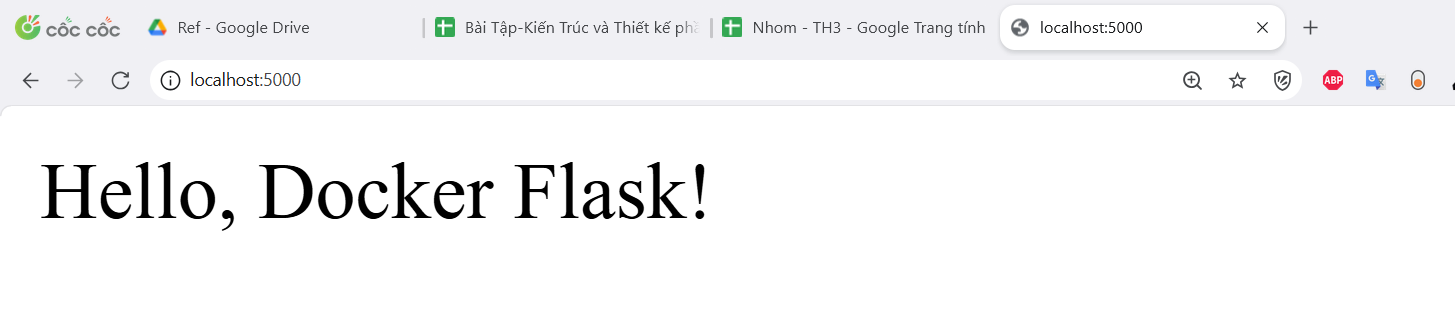 cốc cốc Ref - Google Drive Bài Tập-Kiến Trúc và Thiết kế Nhom - TH3 - Google Trang tính localhost:5000
localhost:5000 ABP
Hello, Docker Flask!